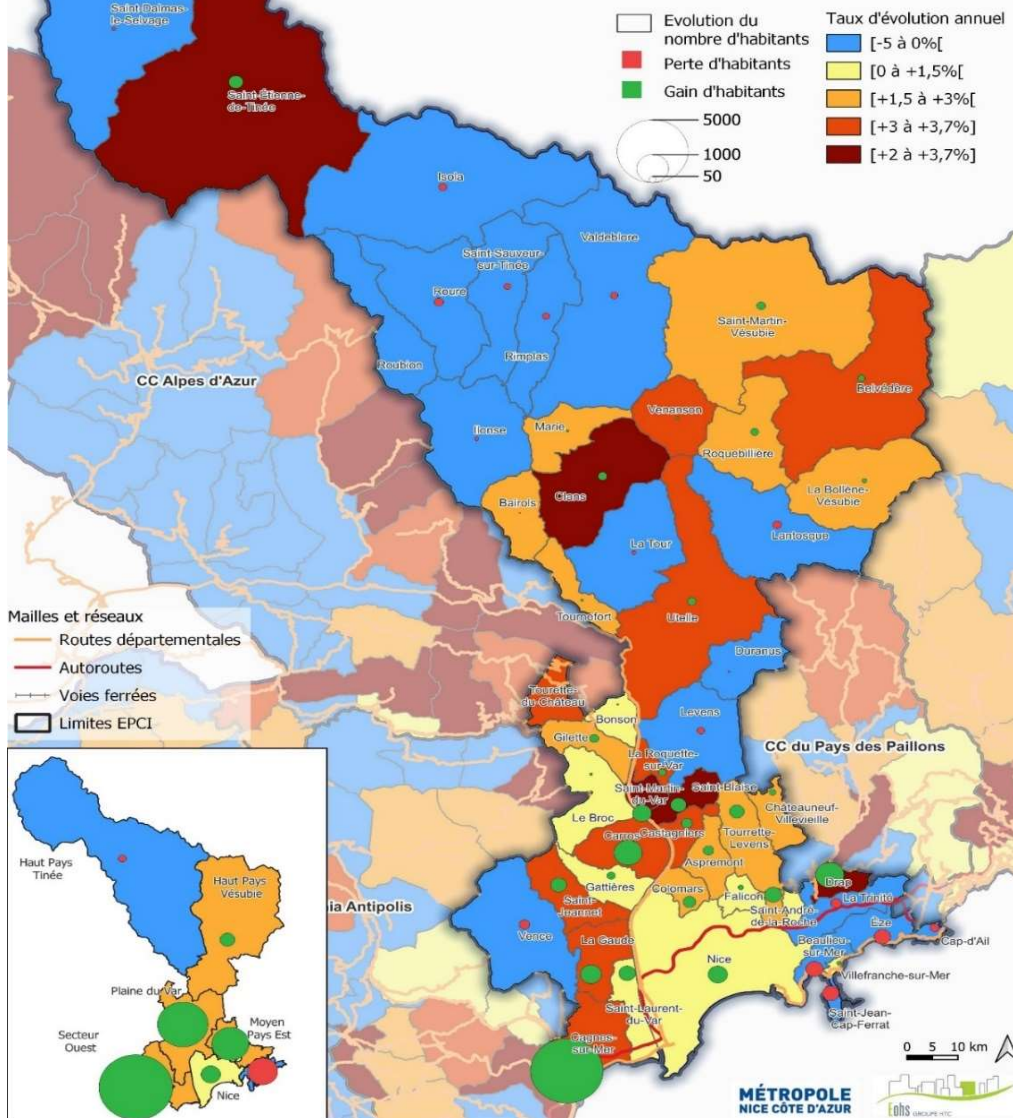 Saint Dalmas-
le-Selvage
Saint-Étienne-
de-Tinée
Evolution du
nombre d'habitants
Perte d'habitants
Gain d'habitants
5000
1000
50
Taux d'évolution annuel
[-5 à 0%[
[0 à +1,5%[
[+1,5 à +3%[
[+3 à +3,7%]
[+2 à +3,7%]
Isola
Saint-Sauveur-
sur-Tinée
Valdeblore
Roure
Rimplas
Roubion
Saint-Martin-
Vésubie
Belvédère
CC Alpes d'Azur
Ilonse
Marie
Venanson
Roquebillière
La Bollène-
Vésubie
Clans
Bairols
La Tour
Lantosque
Tournefort
Utelle
Duranus
Mailles et réseaux
Routes départementales
Autoroutes
Voies ferrées
Limites EPCI
Tourette-
du-Château
Bonson
Levens
Gilette
La Roquette-
sur-Var
CC du Pays des Paillons
Saint-Martin-
du-Var
Saint-Blaise
Châteauneuf-
Villevieille
Le Broc
Carros
Castagniers
Tourrette-
Levens
Aspremont
Gattières
Colomars
Falicon
Saint-André-
de-la-Roche
Drap
La Trinité
Saint-
Jeannet
Vence
La Gaude
Nice
Beaulieu-
sur-Mer
Èze
Cap-d'Ail
Villefranche-sur-Mer
Saint-Jean-
Cap-Ferrat
Saint-Laurent-
du-Var
Cagnes-
sur-Mer
ia Antipolis
Haut Pays
Tinée
Haut Pays
Vésubie
Plaine du Var
Secteur
Ouest
Moyen
Pays Est
Nice
0 5 10 km
MÉTROPOLE
NICE CÔTE D'AZUR
Eohs GROUPE HTC